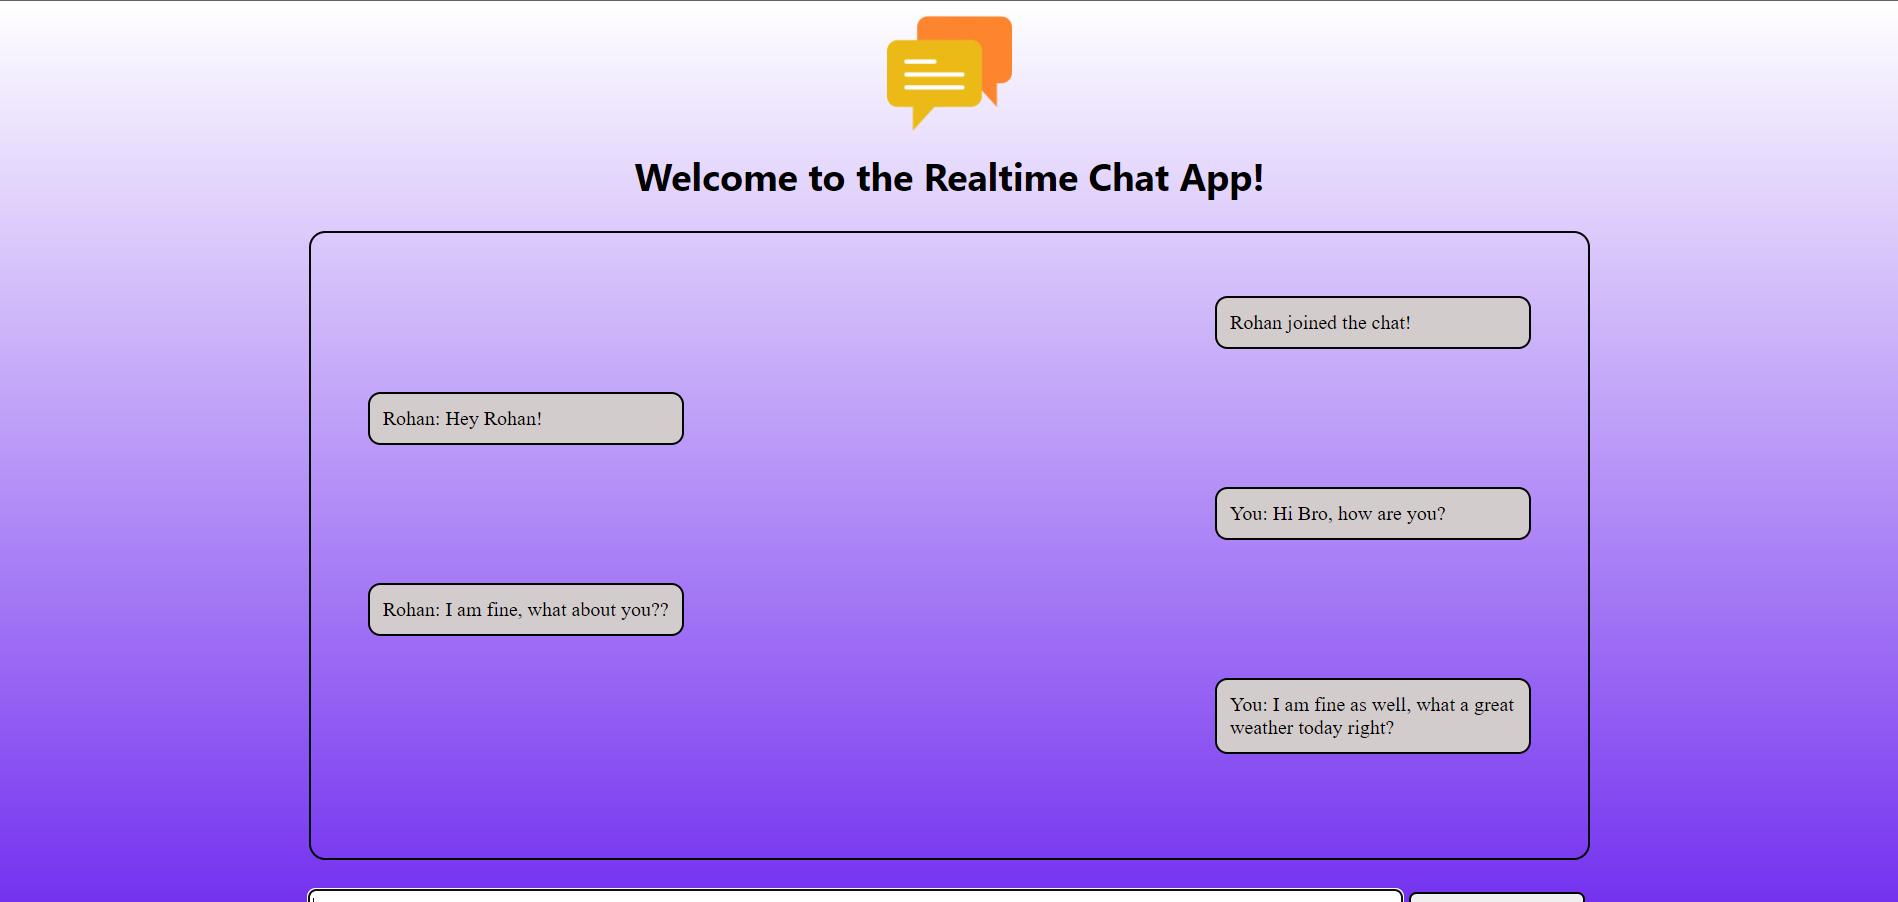 Welcome to the Realtime Chat App!
Rohan joined the chat!
Rohan: Hey Rohan!
You: Hi Bro, how are you?
Rohan: I am fine, what about you??
You: I am fine as well, what a great
weather today right?